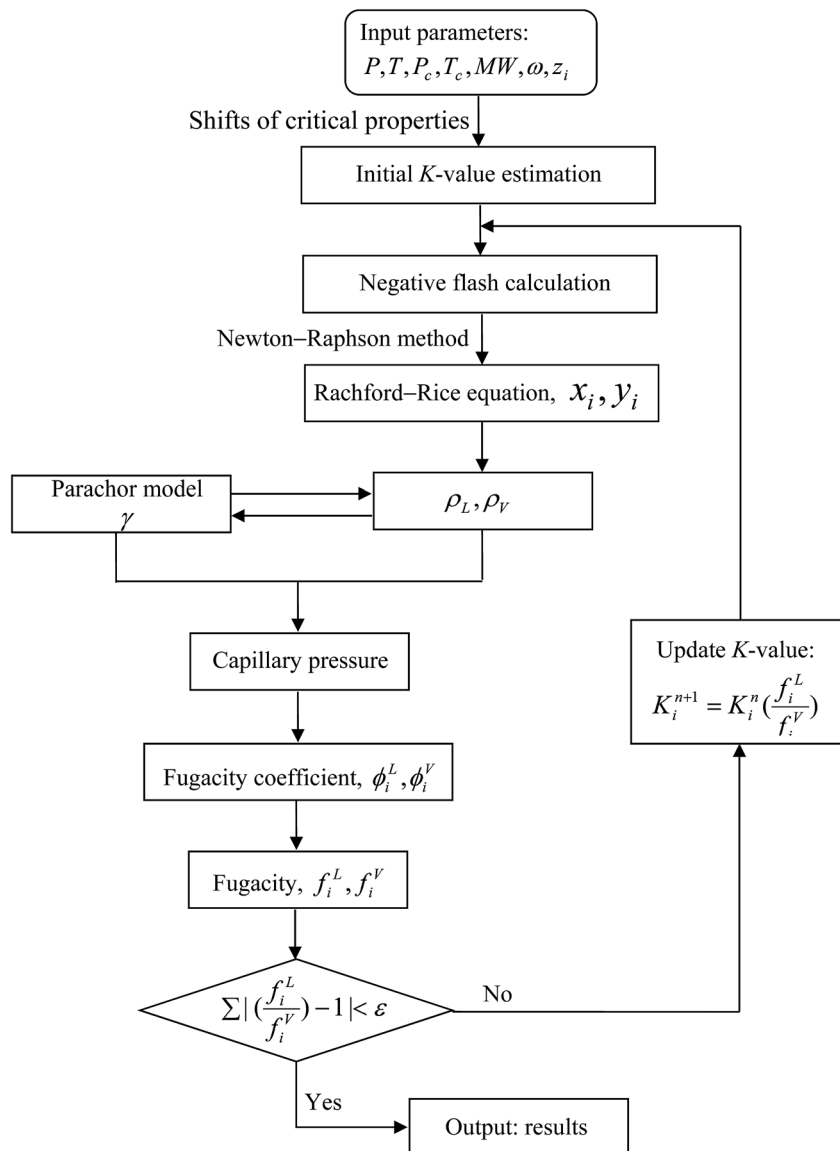 Input parameters:
P, T, P_c, T_c, MW, ω, z_i
Shifts of critical properties
Initial K-value estimation
Negative flash calculation
Newton–Raphson method
Rachford–Rice equation, x_i, y_i
Parachor model
γ
ρ_L, ρ_V
Capillary pressure
Update K-value:
K_i^{n+1} = K_i^n (f_i^L / f_i^V)
Fugacity coefficient, ϕ_i^L, ϕ_i^V
Fugacity, f_i^L, f_i^V
∑ | (f_i^L / f_i^V) − 1 | < ε
No
Yes
Output: results